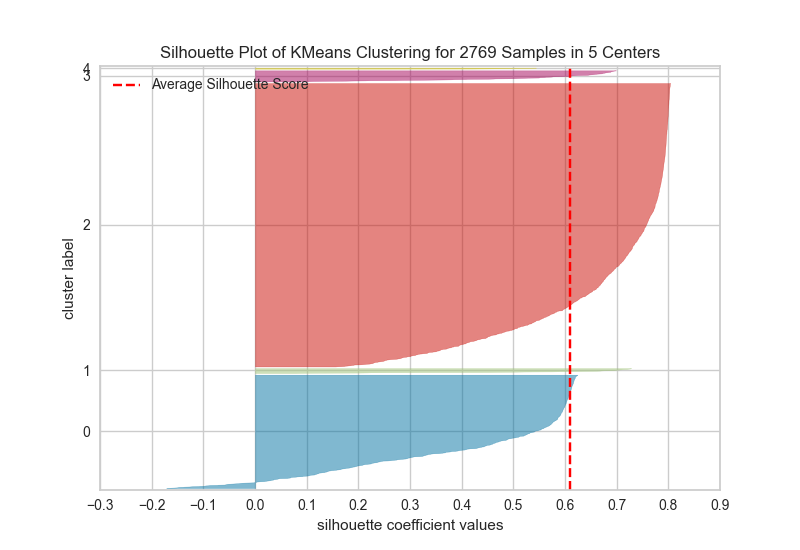 Silhouette Plot of KMeans Clustering for 2769 Samples in 5 Centers
4
3
Average Silhouette Score
2
1
0
cluster label
−0.3 −0.2 −0.1 0.0 0.1 0.2 0.3 0.4 0.5 0.6 0.7 0.8 0.9
silhouette coefficient values